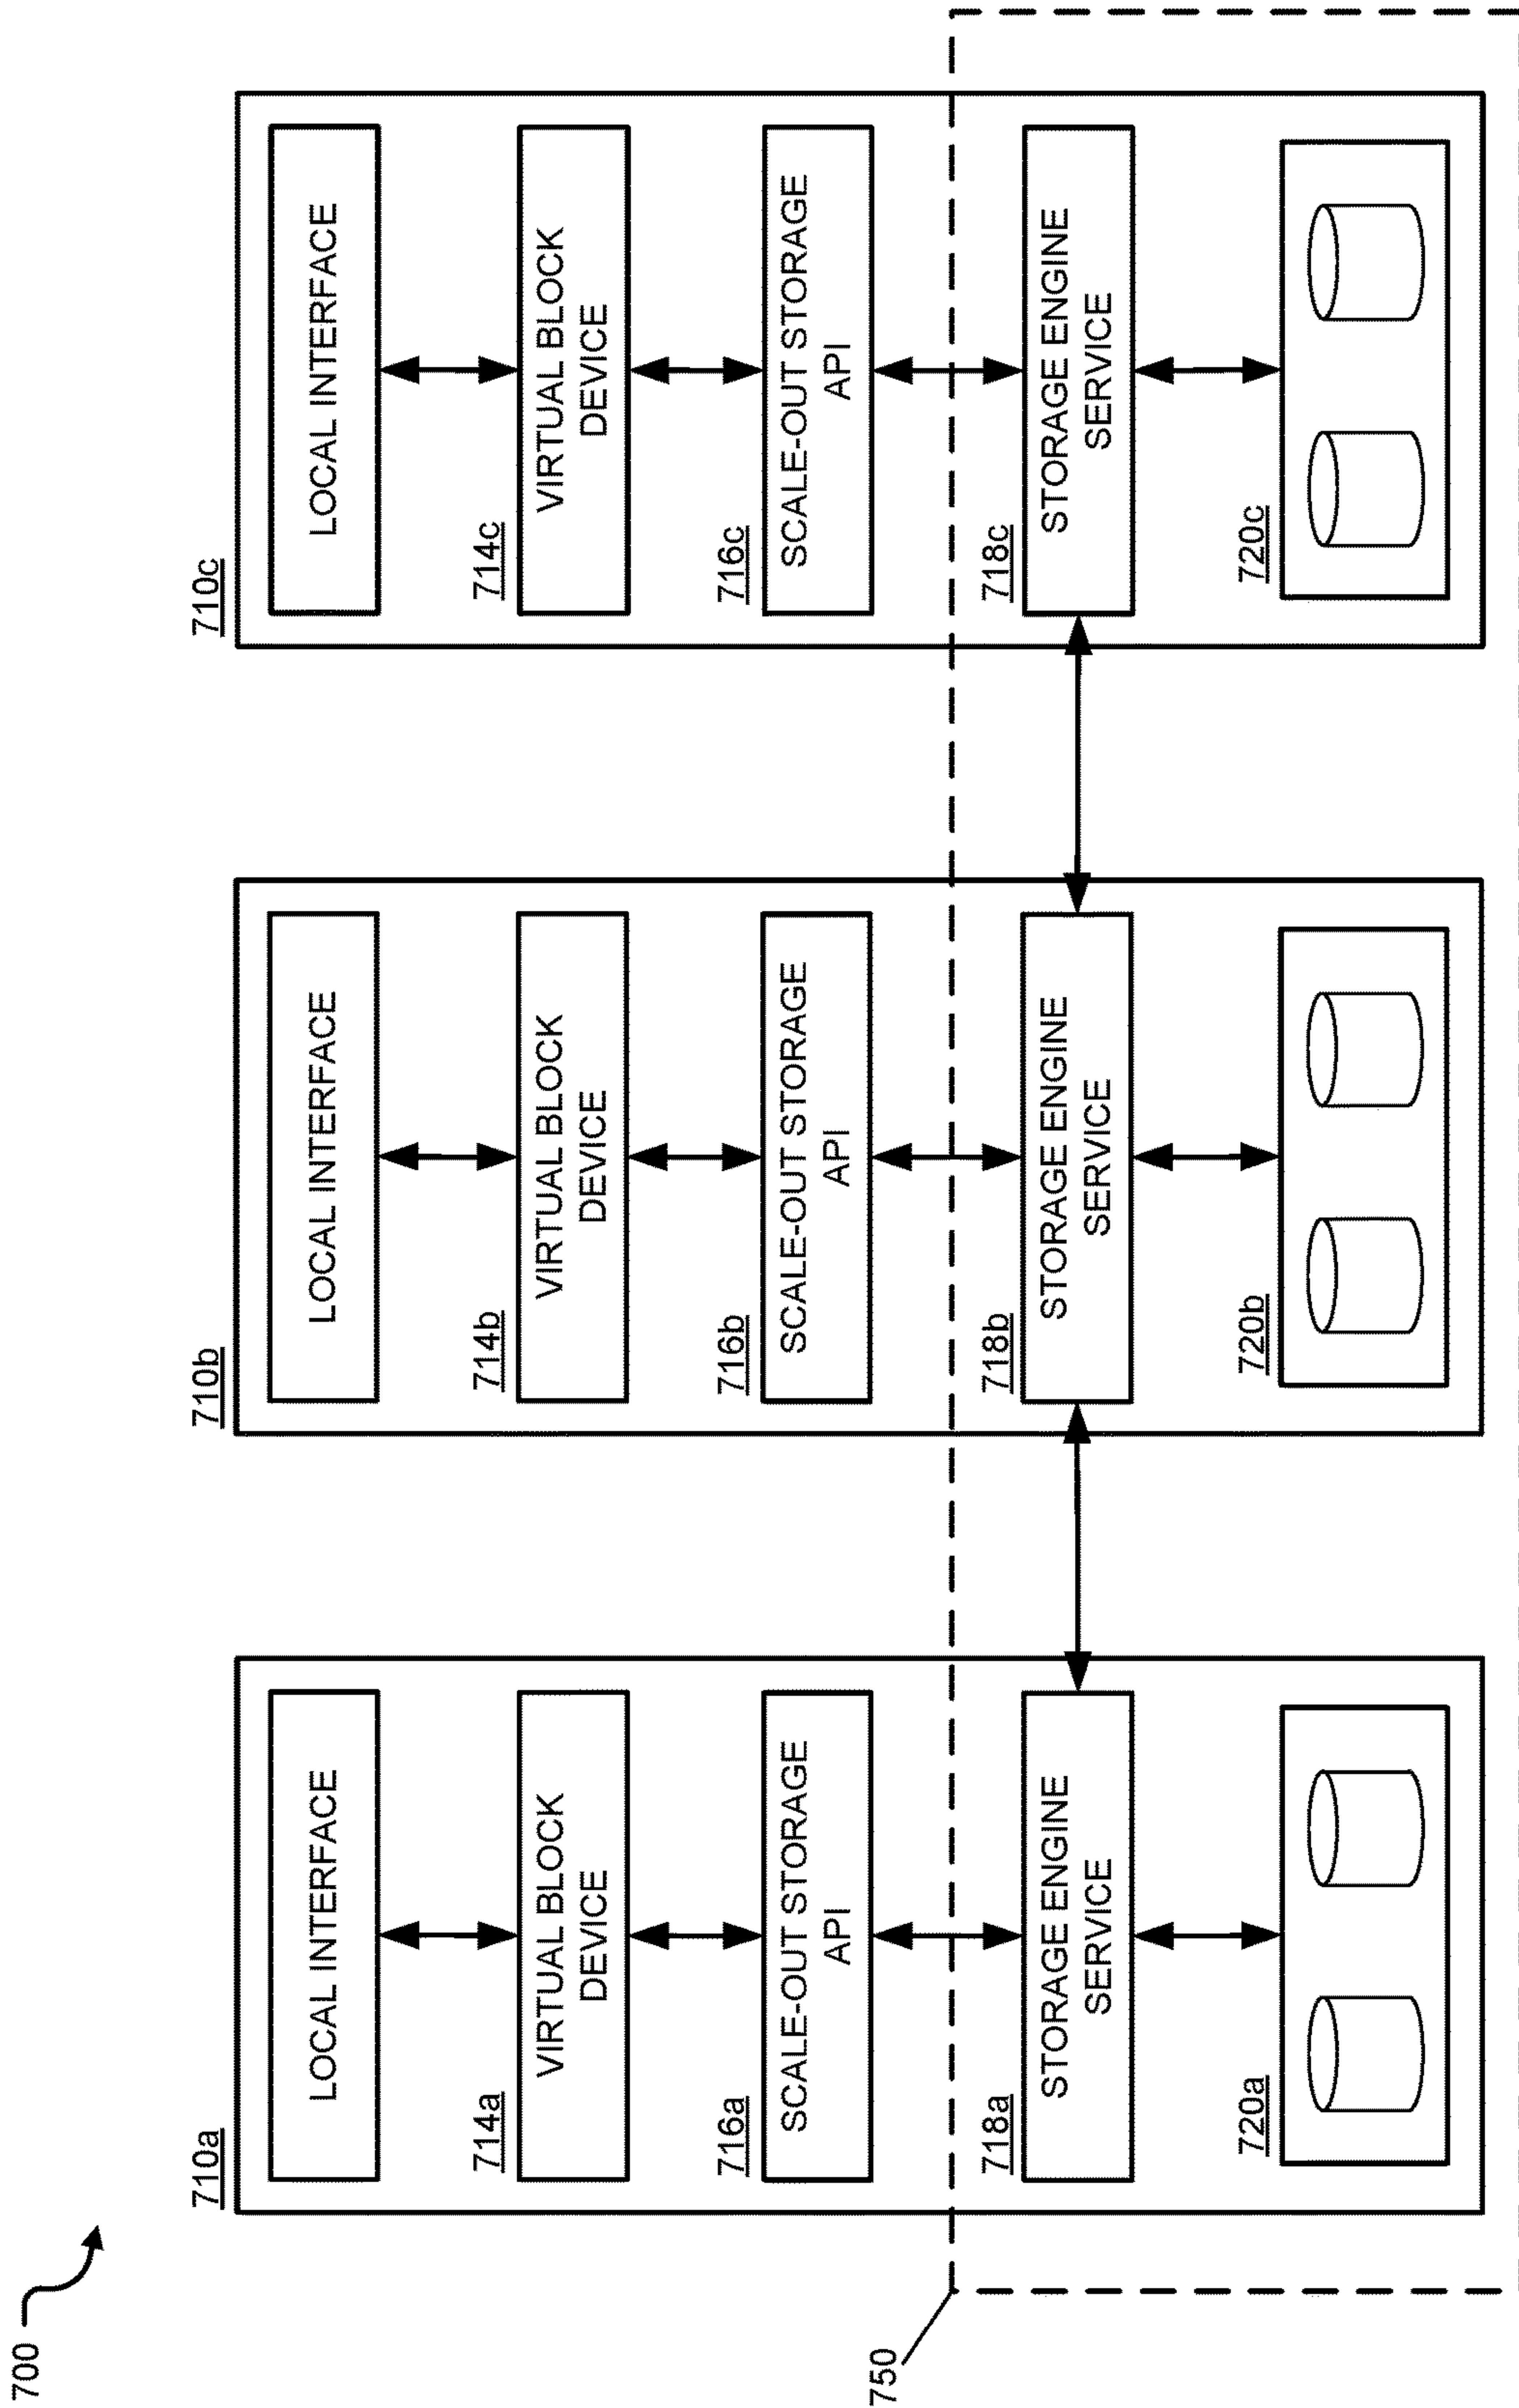 700
710a
LOCAL INTERFACE
714a
VIRTUAL BLOCK
DEVICE
716a
SCALE-OUT STORAGE
API
718a
STORAGE ENGINE
SERVICE
720a
710b
LOCAL INTERFACE
714b
VIRTUAL BLOCK
DEVICE
716b
SCALE-OUT STORAGE
API
718b
STORAGE ENGINE
SERVICE
720b
710c
LOCAL INTERFACE
714c
VIRTUAL BLOCK
DEVICE
716c
SCALE-OUT STORAGE
API
718c
STORAGE ENGINE
SERVICE
720c
750